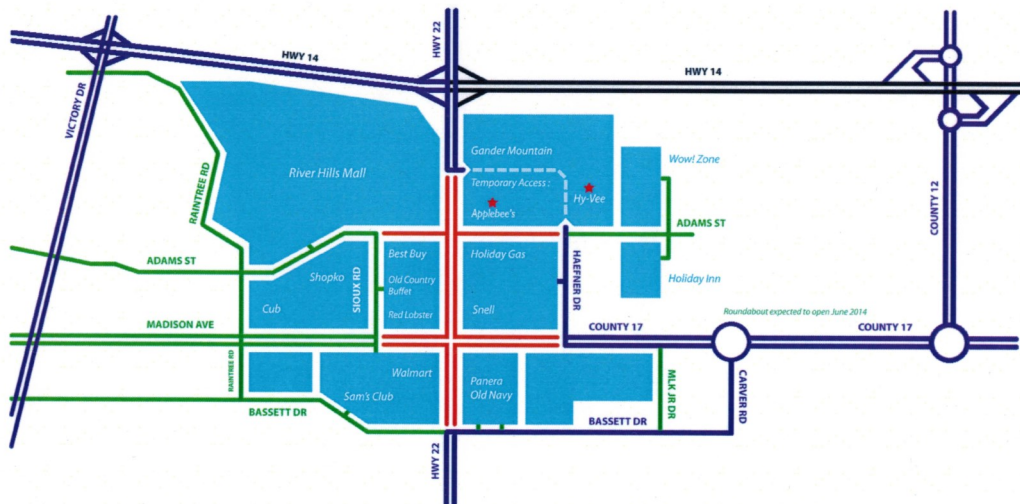 HWY 22
HWY 14
HWY 14
VICTORY DR
RAINTREE RD
River Hills Mall
Gander Mountain
Temporary Access :
Applebee's
Hy-Vee
Wow! Zone
COUNTY 12
ADAMS ST
ADAMS ST
Shopko
Cub
SIOUX RD
Best Buy
Old Country
Buffet
Red Lobster
Holiday Gas
Snell
HAEFNER DR
Holiday Inn
Roundabout expected to open June 2014
MADISON AVE
COUNTY 17
COUNTY 17
RAINTREE RD
Walmart
Sam's Club
Panera
Old Navy
MLK JR DR
CARVER RD
BASSETT DR
BASSETT DR
HWY 22